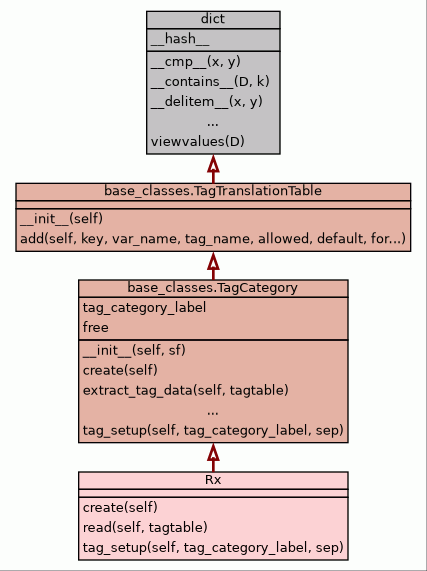 dict
__hash__
__cmp__(x, y)
__contains__(D, k)
__delitem__(x, y)
...
viewvalues(D)
base_classes.TagTranslationTable
__init__(self)
add(self, key, var_name, tag_name, allowed, default, for...)
base_classes.TagCategory
tag_category_label
free
__init__(self, sf)
create(self)
extract_tag_data(self, tagtable)
...
tag_setup(self, tag_category_label, sep)
Rx
create(self)
read(self, tagtable)
tag_setup(self, tag_category_label, sep)